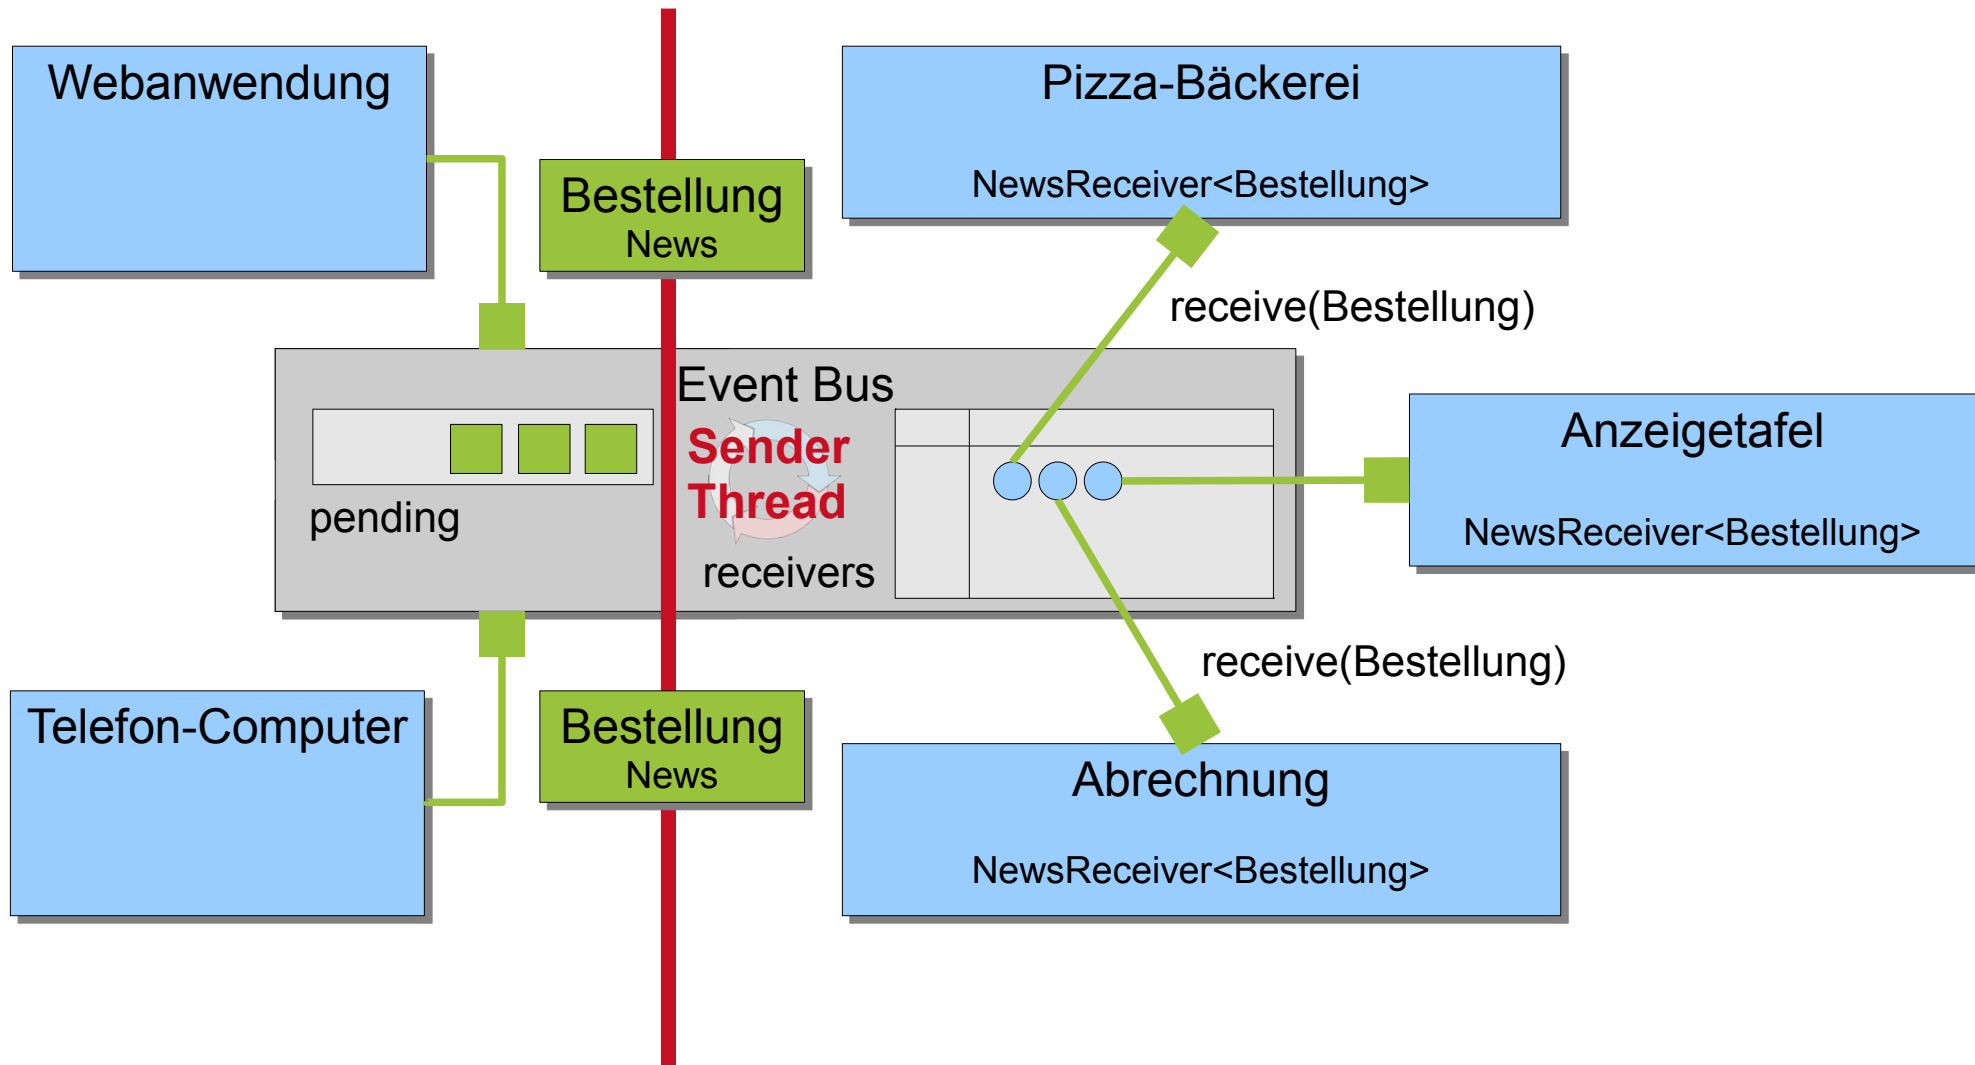 Webanwendung
Bestellung
News
Pizza-Bäckerei
NewsReceiver<Bestellung>
receive(Bestellung)
Event Bus
Sender
Thread
pending
receivers
Anzeigetafel
NewsReceiver<Bestellung>
receive(Bestellung)
Telefon-Computer
Bestellung
News
Abrechnung
NewsReceiver<Bestellung>